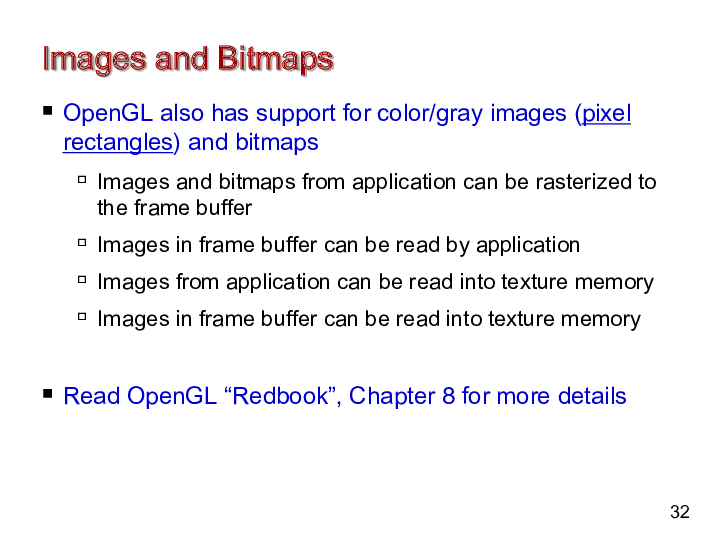 Images and Bitmaps
OpenGL also has support for color/gray images (pixel
rectangles) and bitmaps
Images and bitmaps from application can be rasterized to
the frame buffer
Images in frame buffer can be read by application
Images from application can be read into texture memory
Images in frame buffer can be read into texture memory
Read OpenGL “Redbook”, Chapter 8 for more details
32